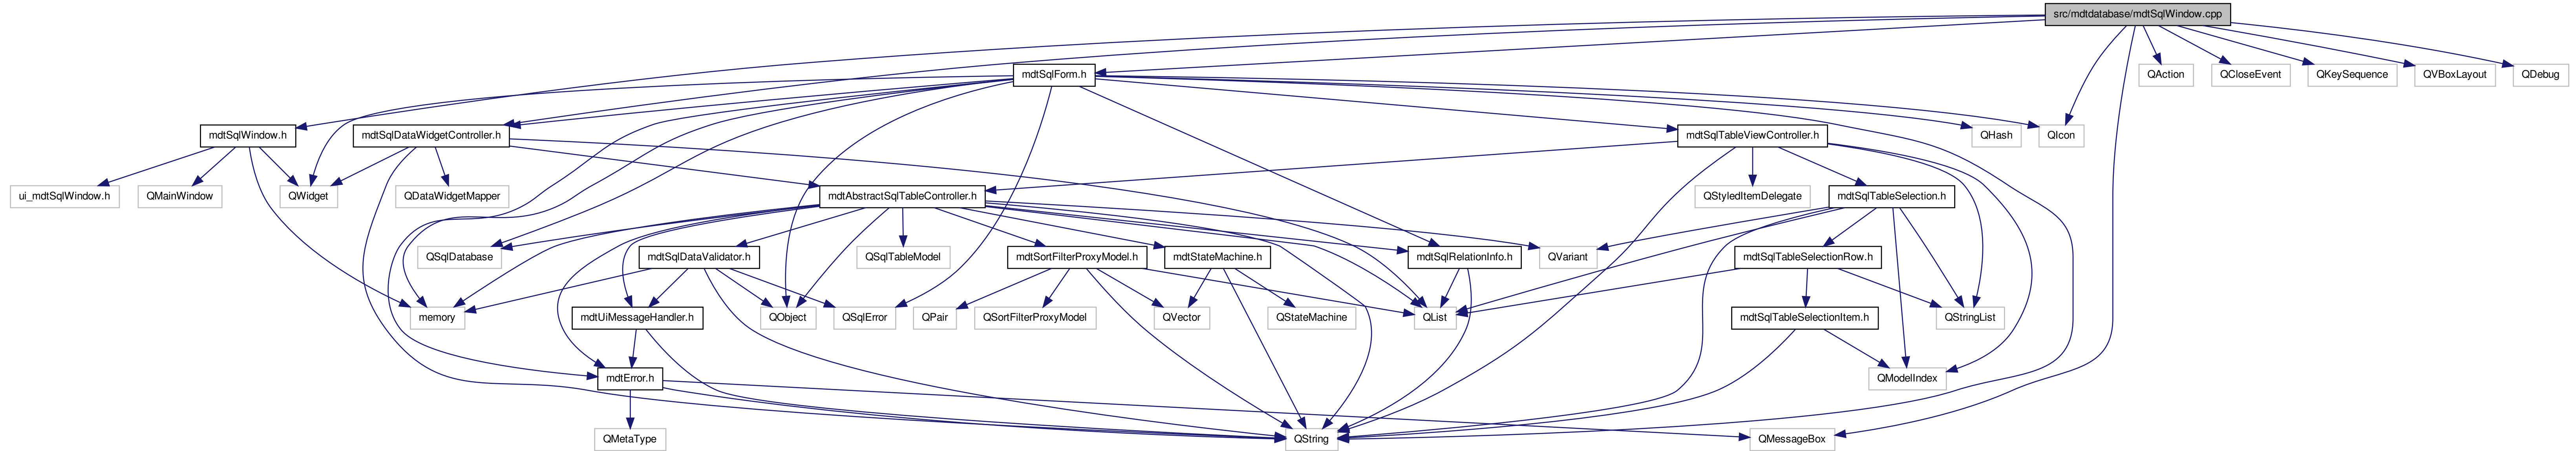 src/mdtdatabase/mdtSqlWindow.cpp
mdtSqlForm.h
QAction
QCloseEvent
QKeySequence
QVBoxLayout
QDebug
mdtSqlWindow.h
mdtSqlDataWidgetController.h
mdtSqlTableViewController.h
QHash
QIcon
ui_mdtSqlWindow.h
QMainWindow
QWidget
QDataWidgetMapper
mdtAbstractSqlTableController.h
QStyledItemDelegate
mdtSqlTableSelection.h
QSqlDatabase
mdtSqlDataValidator.h
QSqlTableModel
mdtSortFilterProxyModel.h
mdtStateMachine.h
mdtSqlRelationInfo.h
QVariant
mdtSqlTableSelectionRow.h
memory
mdtUiMessageHandler.h
QObject
QSqlError
QPair
QSortFilterProxyModel
QVector
QStateMachine
QList
mdtSqlTableSelectionItem.h
QStringList
mdtError.h
QModelIndex
QMetaType
QString
QMessageBox